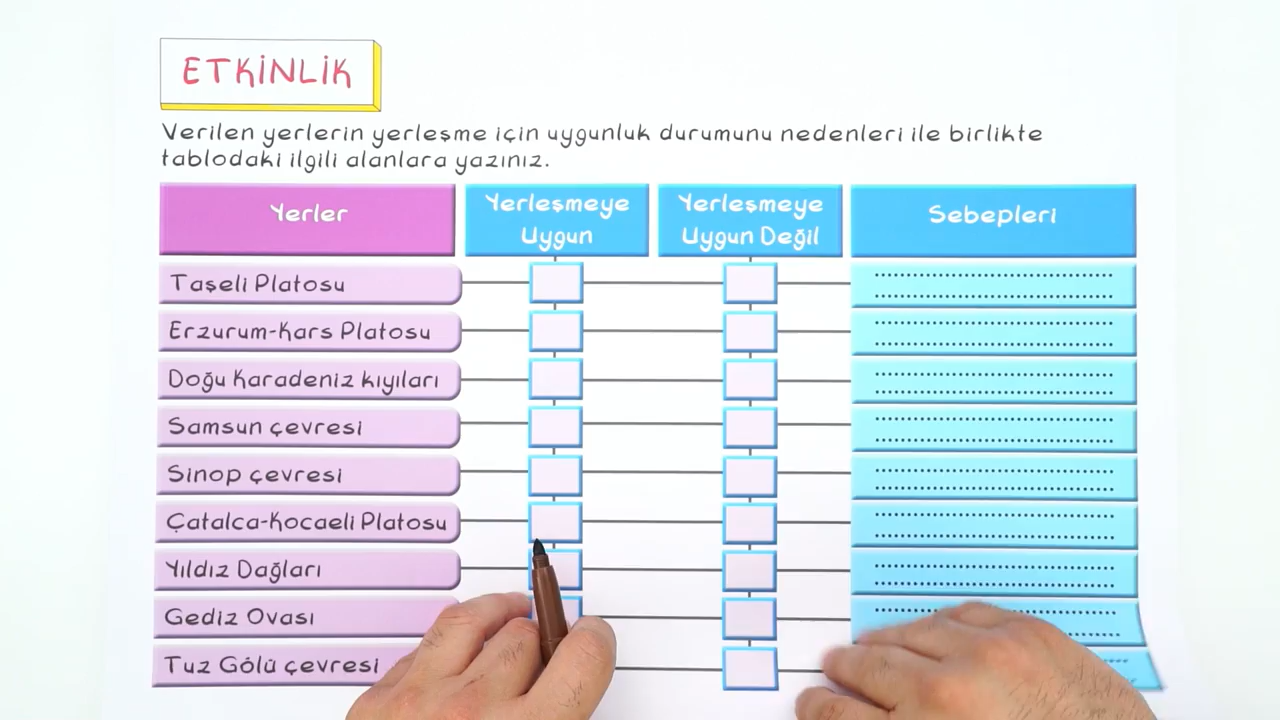 ETKİNLİK
Verilen yerlerin yerleşme için uygunluk durumunu nedenleri ile birlikte
tablodaki ilgili alanlara yazınız.
Yerler
Yerleşmeye
Uygun
Yerleşmeye
Uygun Değil
Sebepleri
Taşeli Platosu
Erzurum-Kars Platosu
Doğu Karadeniz kıyıları
Samsun çevresi
Sinop çevresi
Çatalca-Kocaeli Platosu
Yıldız Dağları
Gediz Ovası
Tuz Gölü çevresi